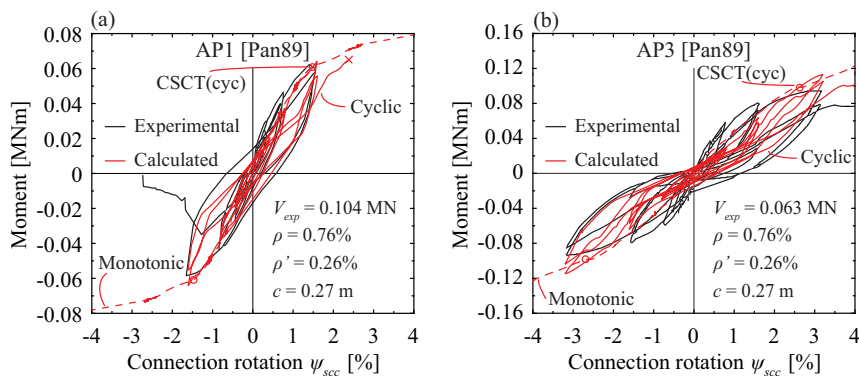 (a)
AP1 [Pan89]
CSCT(cyc)
Cyclic
Experimental
Calculated
V_exp = 0.104 MN
ρ = 0.76%
ρ' = 0.26%
c = 0.27 m
Monotonic
Moment [MNm]
0.08
0.06
0.04
0.02
0
-0.02
-0.04
-0.06
-0.08
-4 -3 -2 -1 0 1 2 3 4
Connection rotation ψ_scc [%]
(b)
AP3 [Pan89]
CSCT(cyc)
Experimental
Calculated
Cyclic
V_exp = 0.063 MN
ρ = 0.76%
ρ' = 0.26%
c = 0.27 m
Monotonic
Moment [MNm]
0.16
0.12
0.08
0.04
0
-0.04
-0.08
-0.12
-0.16
-4 -3 -2 -1 0 1 2 3 4
Connection rotation ψ_scc [%]